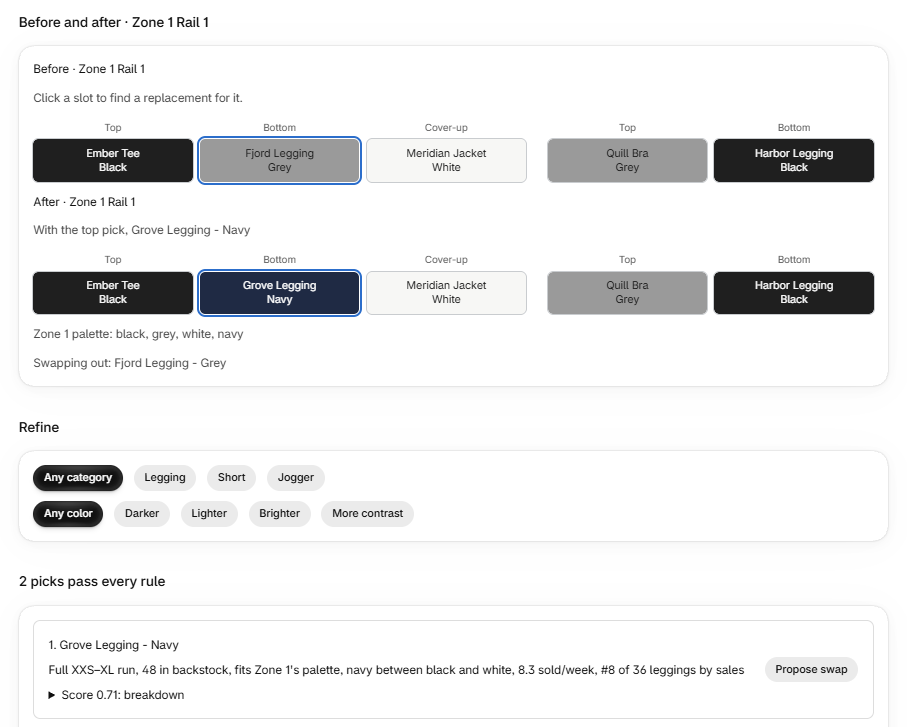 Before and after · Zone 1 Rail 1
Before · Zone 1 Rail 1
Click a slot to find a replacement for it.
Top Bottom Cover-up Top Bottom
Ember Tee Fjord Legging Meridian Jacket Quill Bra Harbor Legging
Black Grey White Grey Black
After · Zone 1 Rail 1
With the top pick, Grove Legging - Navy
Top Bottom Cover-up Top Bottom
Ember Tee Grove Legging Meridian Jacket Quill Bra Harbor Legging
Black Navy White Grey Black
Zone 1 palette: black, grey, white, navy
Swapping out: Fjord Legging - Grey
Refine
Any category Legging Short Jogger
Any color Darker Lighter Brighter More contrast
2 picks pass every rule
1. Grove Legging - Navy
Full XXS–XL run, 48 in backstock, fits Zone 1's palette, navy between black and white, 8.3 sold/week, #8 of 36 leggings by sales Propose swap
Score 0.71: breakdown